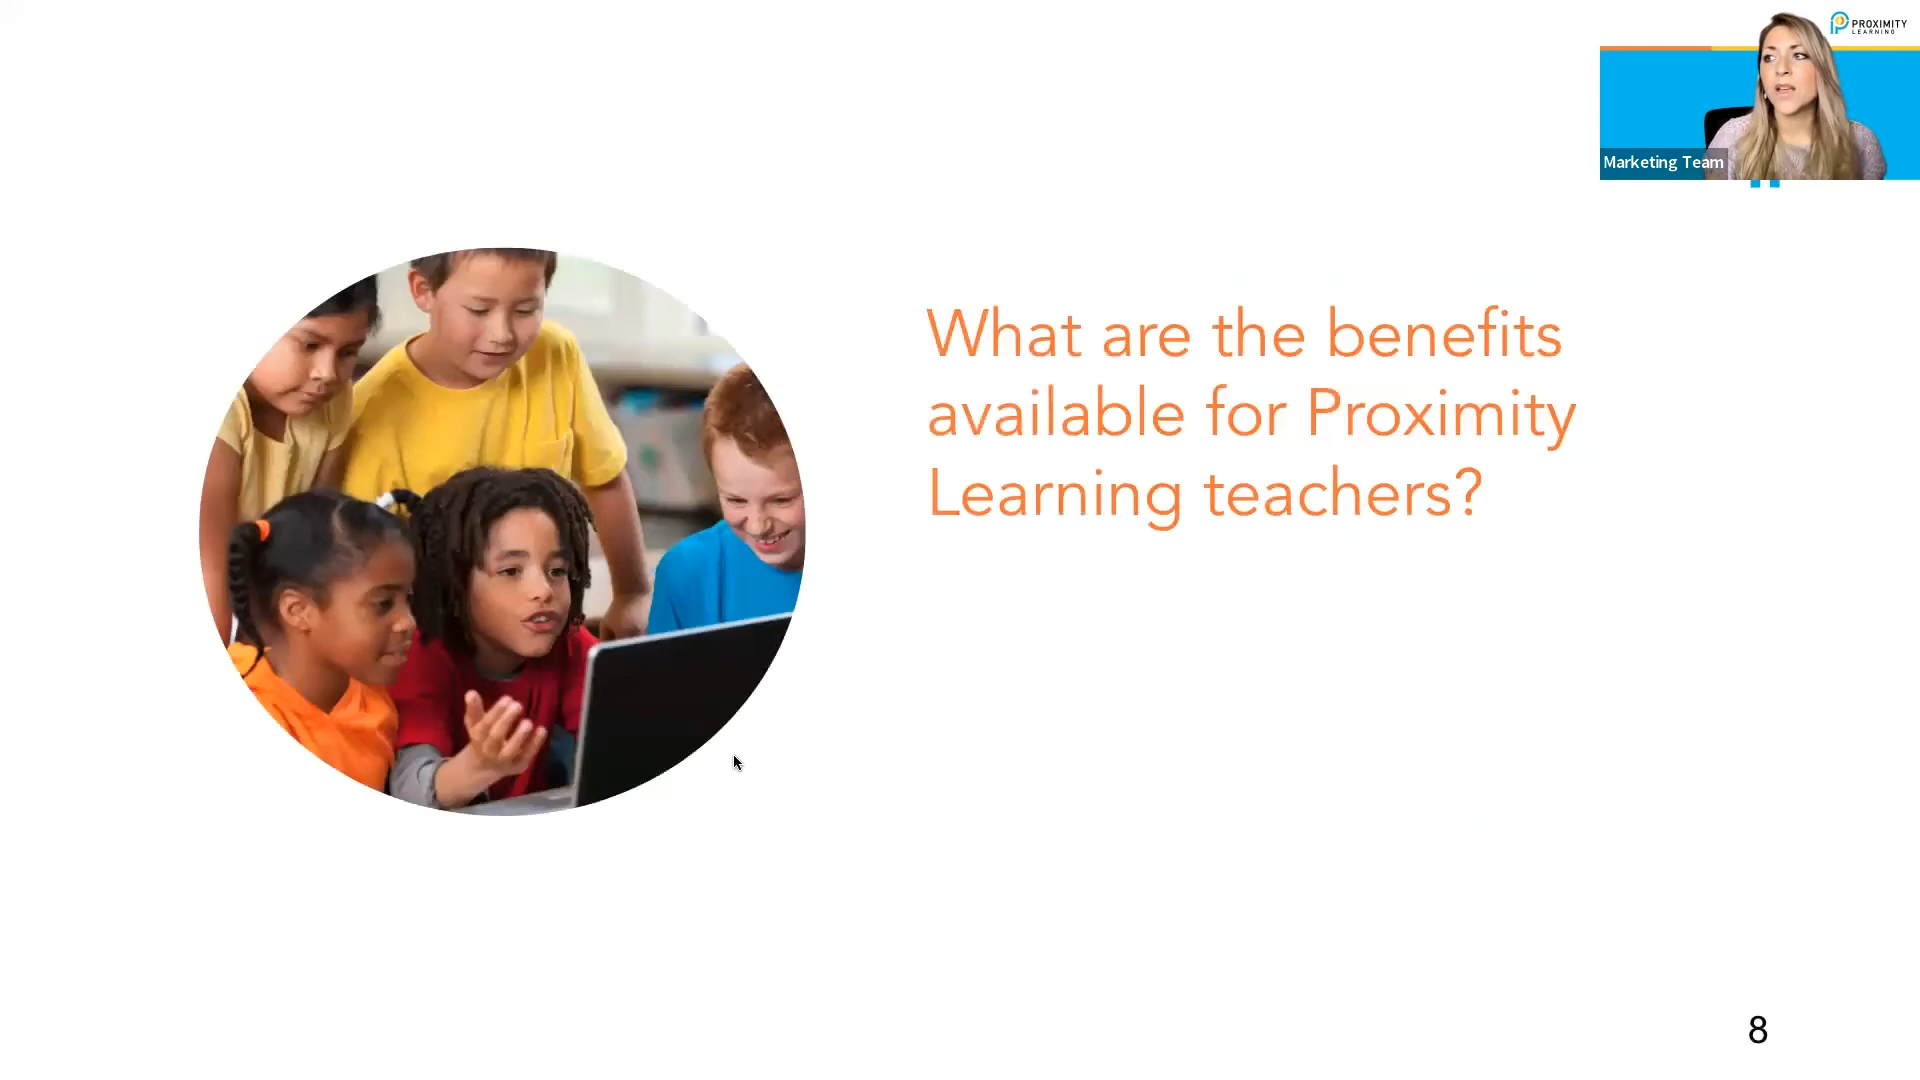 PROXIMITY
LEARNING
Marketing Team
What are the benefits
available for Proximity
Learning teachers?
8